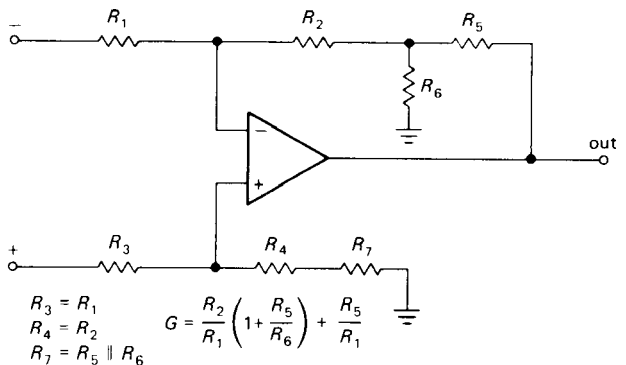 − R₁ R₂ R₅
R₆
−
+
out
+ R₃ R₄ R₇
R₃ = R₁
R₄ = R₂
R₇ = R₅ ∥ R₆
G = R₂/R₁ (1 + R₅/R₆) + R₅/R₁